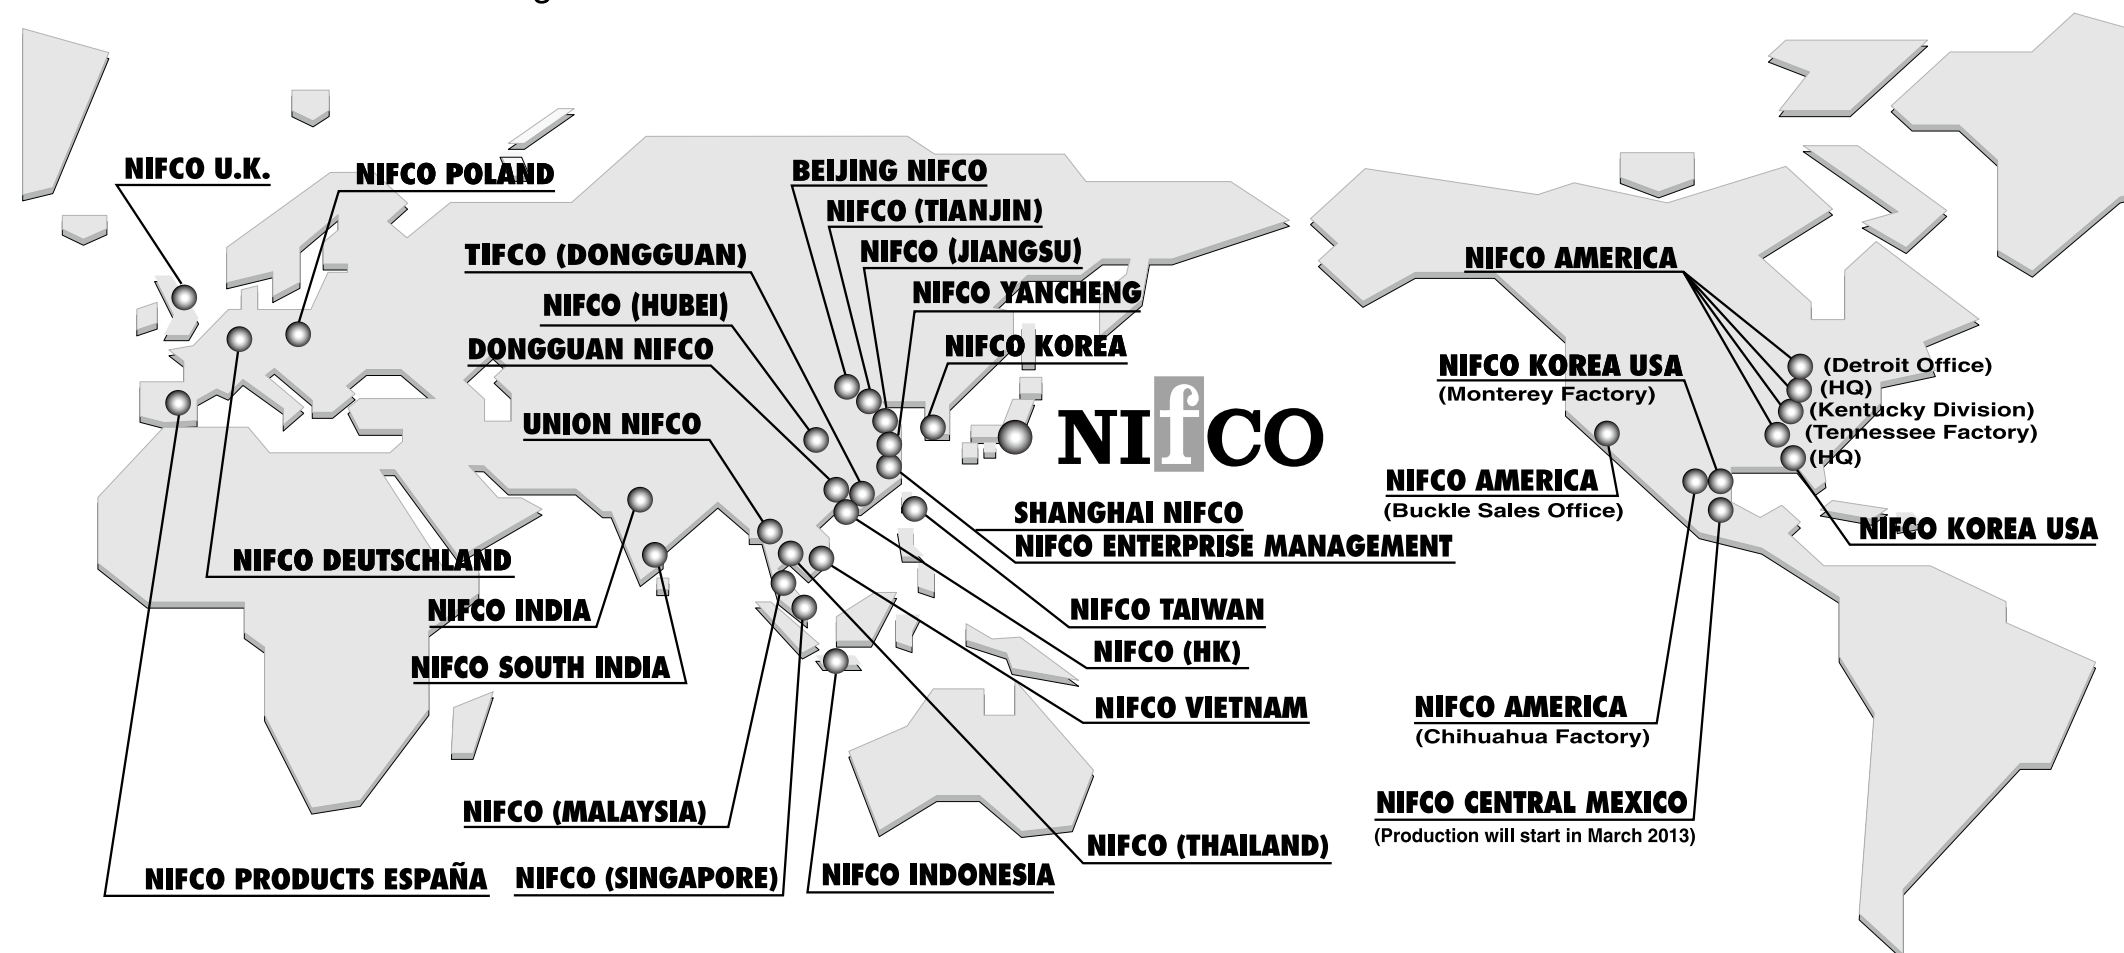 NIFCO U.K.
NIFCO POLAND
BEIJING NIFCO
NIFCO (TIANJIN)
TIFCO (DONGGUAN)
NIFCO (JIANGSU)
NIFCO (HUBEI)
NIFCO YANCHENG
DONGGUAN NIFCO
NIFCO KOREA
UNION NIFCO
NIfCO
NIFCO AMERICA
NIFCO KOREA USA
(Monterey Factory)
(Detroit Office)
(HQ)
(Kentucky Division)
(Tennessee Factory)
(HQ)
NIFCO AMERICA
(Buckle Sales Office)
NIFCO KOREA USA
SHANGHAI NIFCO
NIFCO ENTERPRISE MANAGEMENT
NIFCO DEUTSCHLAND
NIFCO INDIA
NIFCO TAIWAN
NIFCO SOUTH INDIA
NIFCO (HK)
NIFCO VIETNAM
NIFCO AMERICA
(Chihuahua Factory)
NIFCO (MALAYSIA)
NIFCO CENTRAL MEXICO
(Production will start in March 2013)
NIFCO (THAILAND)
NIFCO PRODUCTS ESPAÑA
NIFCO (SINGAPORE)
NIFCO INDONESIA